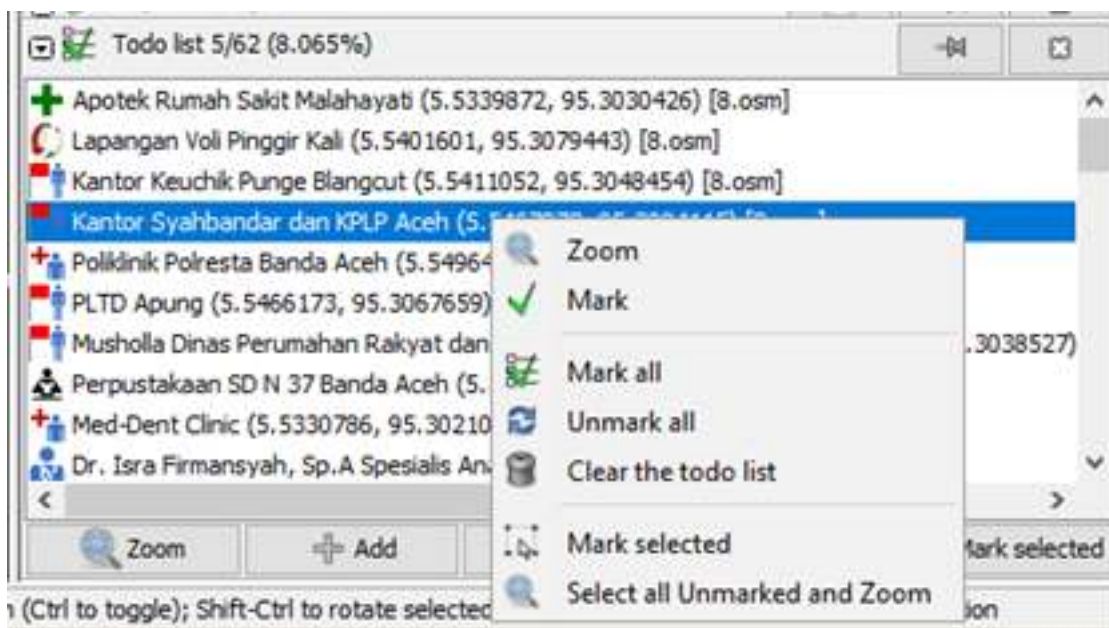 Todo list 5/62 (8.065%)
Apotek Rumah Sakit Malahayati (5.5339872, 95.3030426) [8.osm]
Lapangan Voli Pinggir Kali (5.5401601, 95.3079443) [8.osm]
Kantor Keuchik Punge Blangcut (5.5411052, 95.3048454) [8.osm]
Kantor Syahbandar dan KPLP Aceh (5.
Poliklinik Polresta Banda Aceh (5.54964
PLTD Apung (5.5466173, 95.3067659)
Musholla Dinas Perumahan Rakyat dan .3038527)
Perpustakaan SD N 37 Banda Aceh (5.
Med-Dent Clinic (5.5330786, 95.30210
Dr. Isra Firmansyah, Sp.A Spesialis An
Zoom
Mark
Mark all
Unmark all
Clear the todo list
Mark selected
Select all Unmarked and Zoom
Zoom Add Mark selected
(Ctrl to toggle); Shift-Ctrl to rotate selected